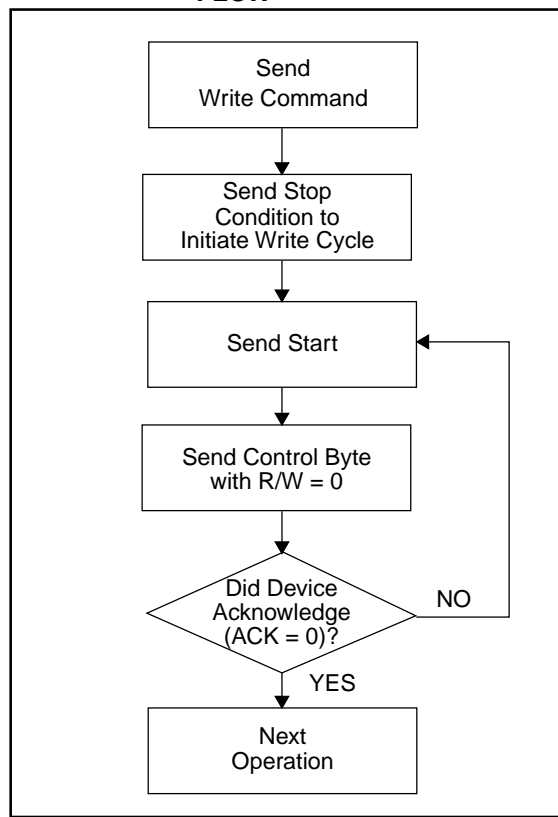 Send
Write Command
Send Stop
Condition to
Initiate Write Cycle
Send Start
Send Control Byte
with R/W = 0
Did Device
Acknowledge
(ACK = 0)?
NO
YES
Next
Operation